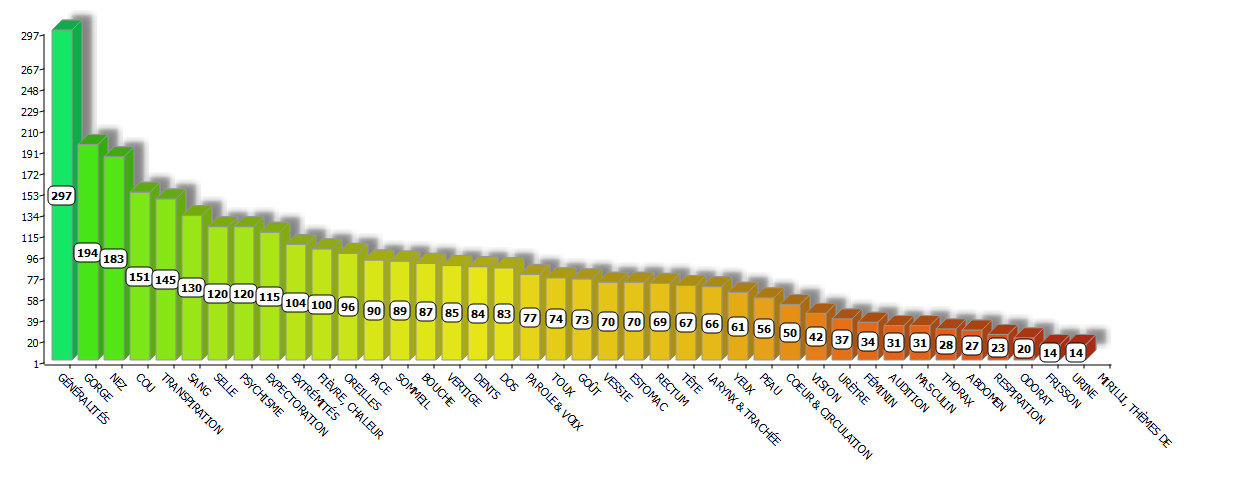 297
267
248
229
210
191
172
153
134
115
96
77
58
39
20
1
297 194 183 151 145 130 120 120 115 104 100 96 90 89 87 85 84 83 77 74 73 70 70 69 67 66 61 56 50 42 37 34 31 31 28 27 23 20 14 14
GÉNÉRALITÉS
GORGE
NEZ
COU
TRANSPIRATION
SANG
SELLE
PSYCHISME
EXPECTORATION
EXTRÉMITÉS
FIÈVRE, CHALEUR
OREILLES
FACE
SOMMEIL
BOUCHE
VERTIGE
DENTS
DOS
PAROLE & VOIX
TOUX
GOÛT
VESSIE
ESTOMAC
RECTUM
TÊTE
LARYNX & TRACHÉE
YEUX
PEAU
COEUR & CIRCULATION
VISION
URÈTRE
FÉMININ
AUDITION
MASCULIN
THORAX
ABDOMEN
RESPIRATION
ODORAT
FRISSON
URINE
MIRILLI, THÈMES DE